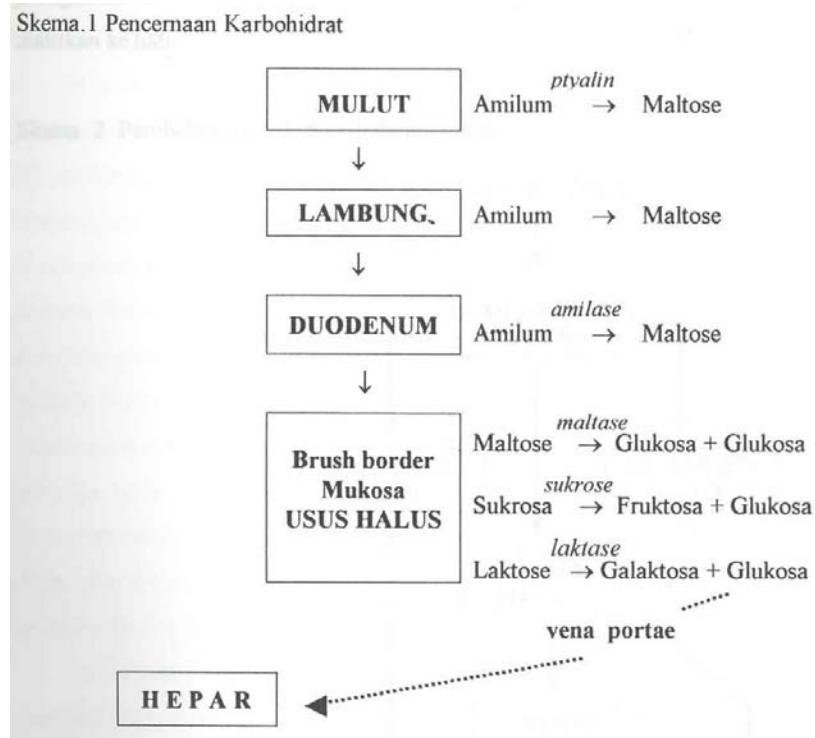 Skema.1 Pencernaan Karbohidrat
ptyalin
MULUT Amilum → Maltose
↓
LAMBUNG Amilum → Maltose
↓
amilase
DUODENUM Amilum → Maltose
↓
maltase
Maltose → Glukosa + Glukosa
Brush border
Mukosa
USUS HALUS
sukrose
Sukrosa → Fruktosa + Glukosa
laktase
Laktose → Galaktosa + Glukosa
vena portae
HEPAR